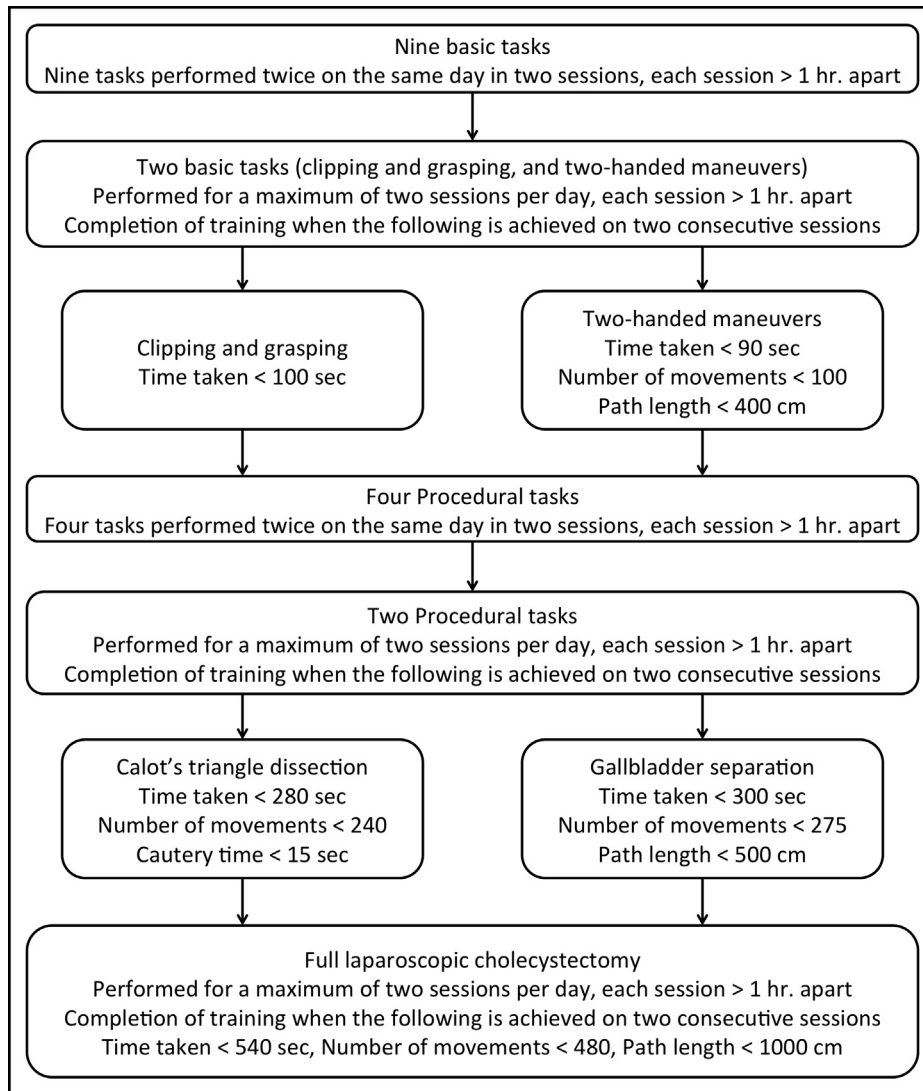 Nine basic tasks
Nine tasks performed twice on the same day in two sessions, each session > 1 hr. apart
Two basic tasks (clipping and grasping, and two-handed maneuvers)
Performed for a maximum of two sessions per day, each session > 1 hr. apart
Completion of training when the following is achieved on two consecutive sessions
Clipping and grasping
Time taken < 100 sec
Two-handed maneuvers
Time taken < 90 sec
Number of movements < 100
Path length < 400 cm
Four Procedural tasks
Four tasks performed twice on the same day in two sessions, each session > 1 hr. apart
Two Procedural tasks
Performed for a maximum of two sessions per day, each session > 1 hr. apart
Completion of training when the following is achieved on two consecutive sessions
Calot’s triangle dissection
Time taken < 280 sec
Number of movements < 240
Cautery time < 15 sec
Gallbladder separation
Time taken < 300 sec
Number of movements < 275
Path length < 500 cm
Full laparoscopic cholecystectomy
Performed for a maximum of two sessions per day, each session > 1 hr. apart
Completion of training when the following is achieved on two consecutive sessions
Time taken < 540 sec, Number of movements < 480, Path length < 1000 cm